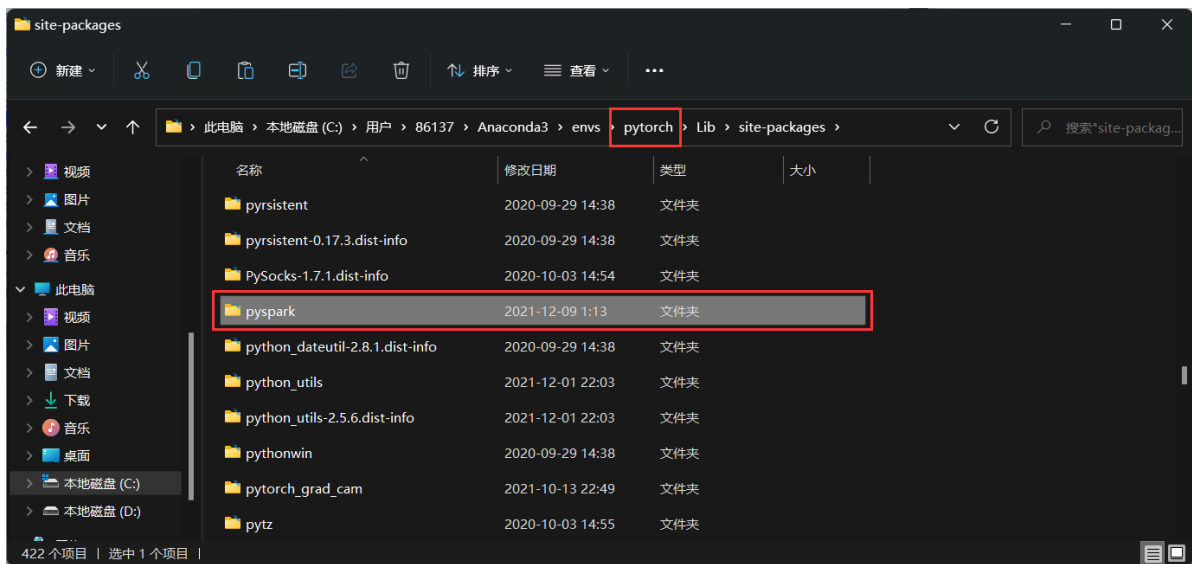 site-packages
新建 排序 查看
此电脑 > 本地磁盘 (C:) > 用户 > 86137 > Anaconda3 > envs > pytorch > Lib > site-packages > 搜索"site-packag...
名称 修改日期 类型 大小
视频
图片
文档
音乐
此电脑
视频
图片
文档
下载
音乐
桌面
本地磁盘 (C:)
本地磁盘 (D:)
pyrsistent 2020-09-29 14:38 文件夹
pyrsistent-0.17.3.dist-info 2020-09-29 14:38 文件夹
PySocks-1.7.1.dist-info 2020-10-03 14:54 文件夹
pyspark 2021-12-09 1:13 文件夹
python_dateutil-2.8.1.dist-info 2020-09-29 14:38 文件夹
python_utils 2021-12-01 22:03 文件夹
python_utils-2.5.6.dist-info 2021-12-01 22:03 文件夹
pythonwin 2020-09-29 14:38 文件夹
pytorch_grad_cam 2021-10-13 22:49 文件夹
pytz 2020-10-03 14:55 文件夹
422 个项目 | 选中 1 个项目 |